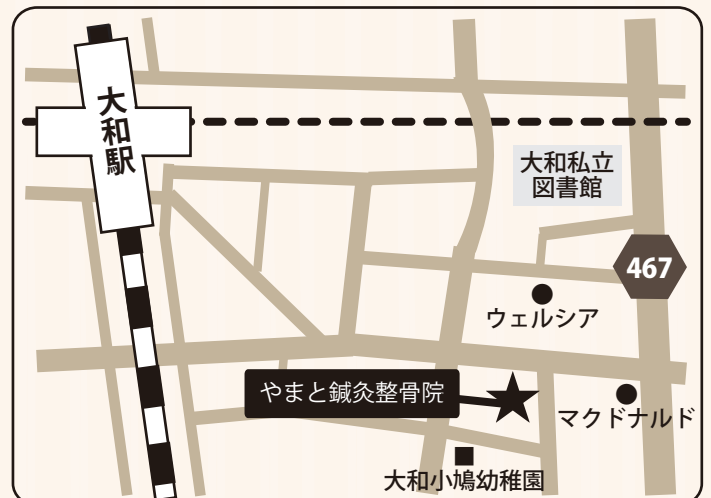 大和駅
大和私立
図書館
467
ウェルシア
やまと鍼灸整骨院
マクドナルド
大和小鳩幼稚園